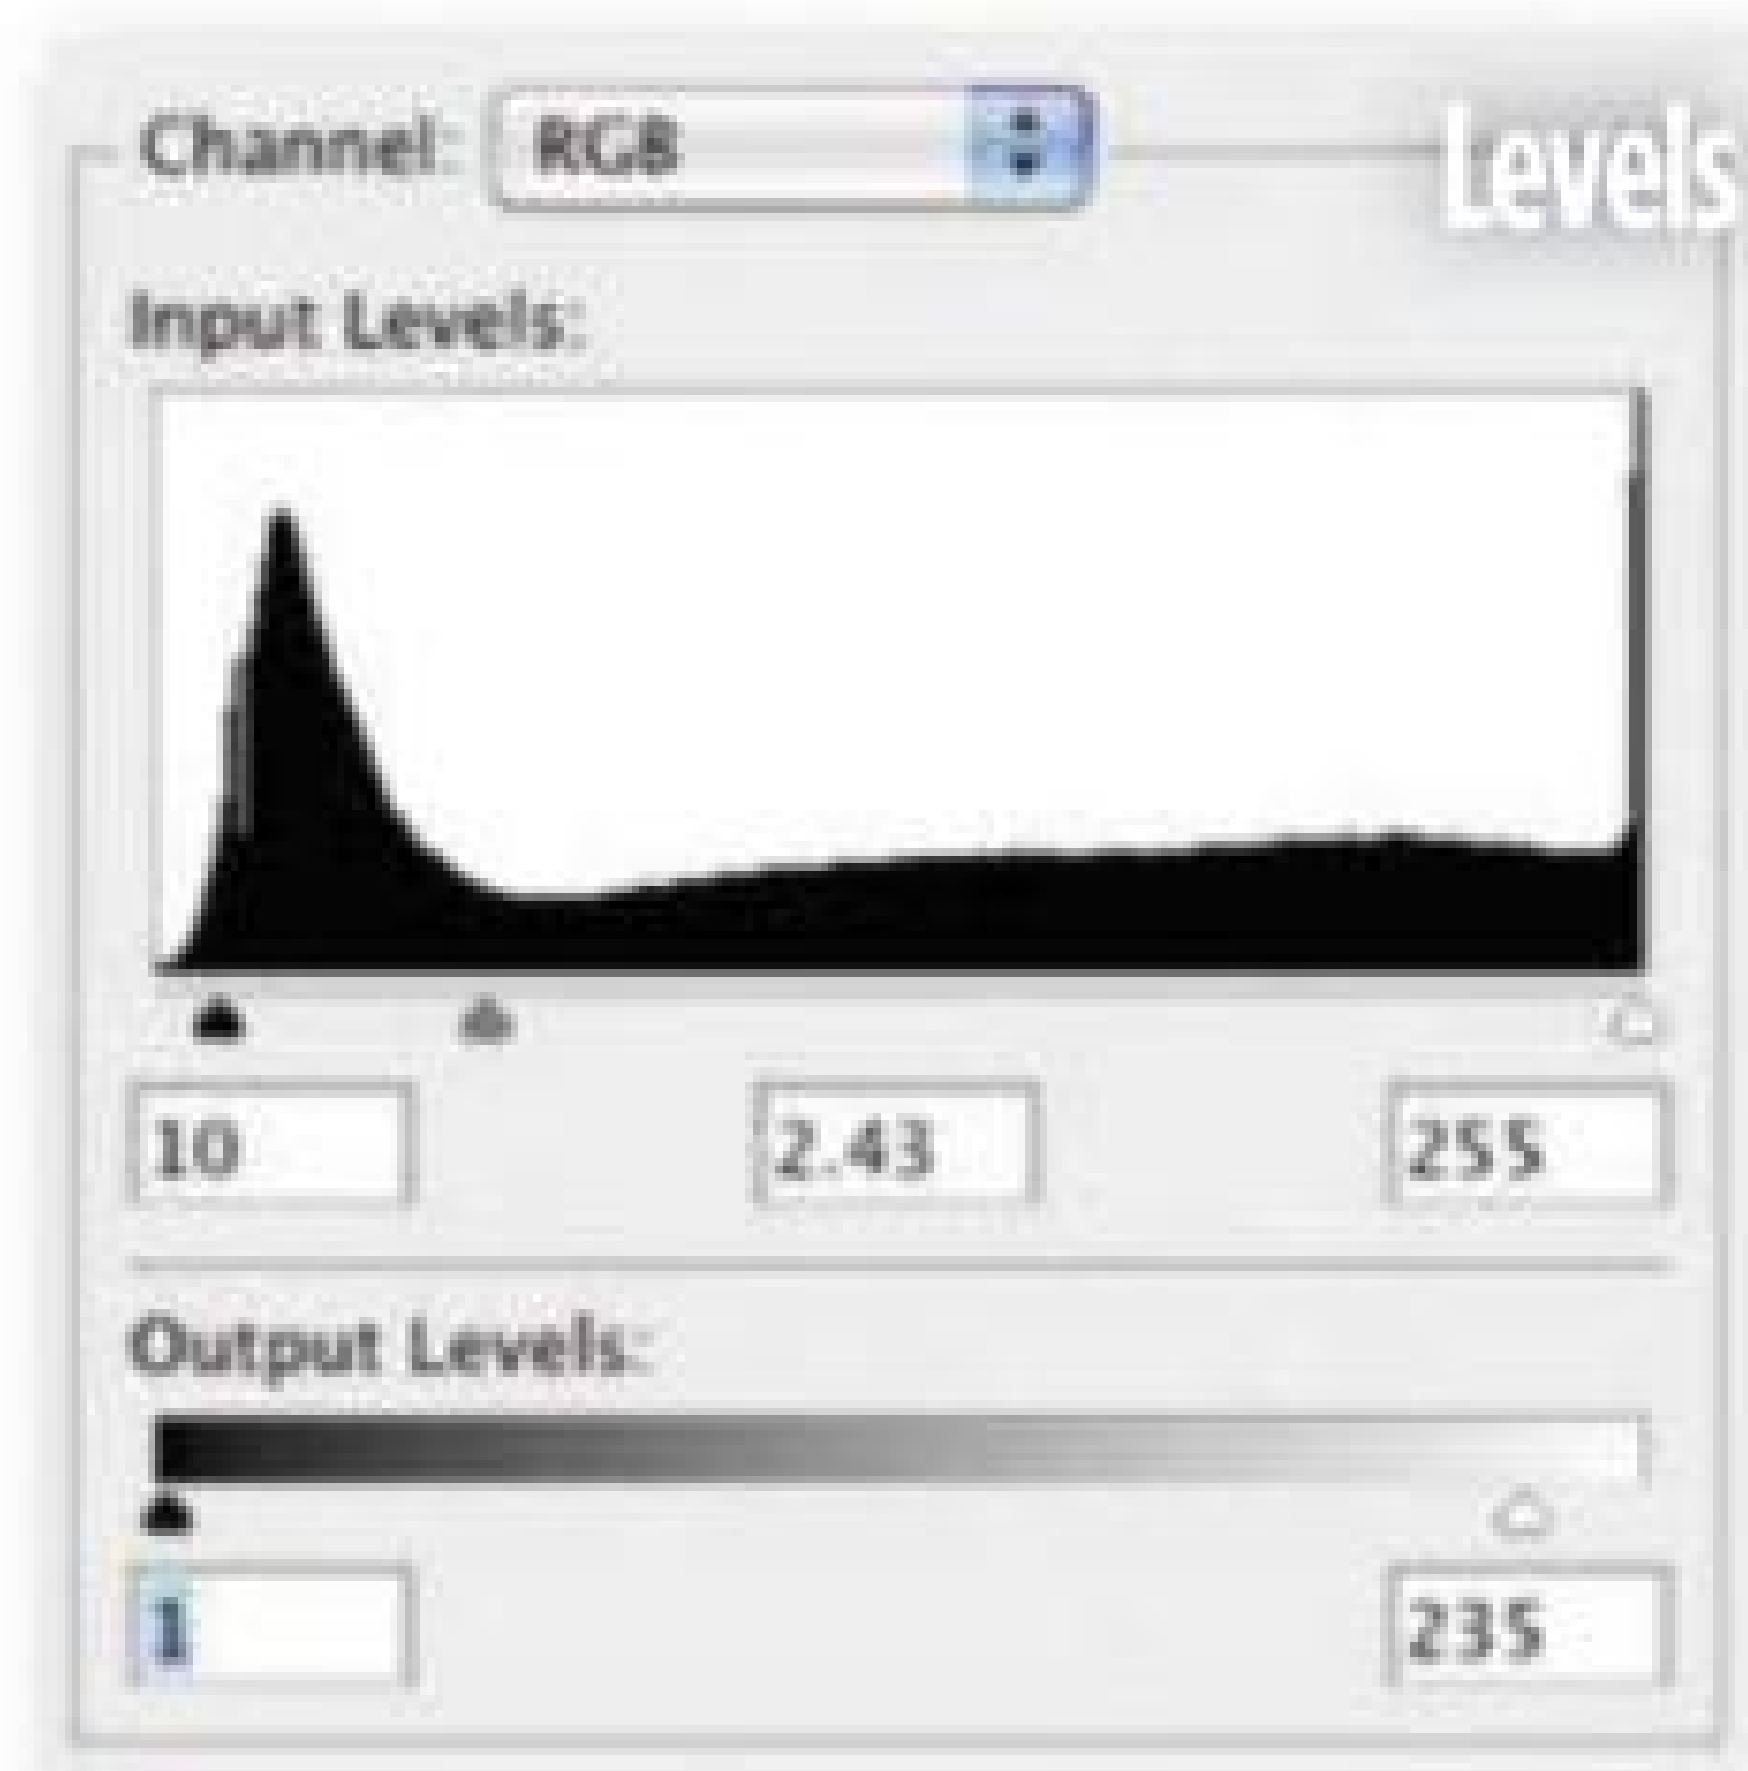 Channel: RGB
Levels
Input Levels:
10 2.43 255
Output Levels:
1 235